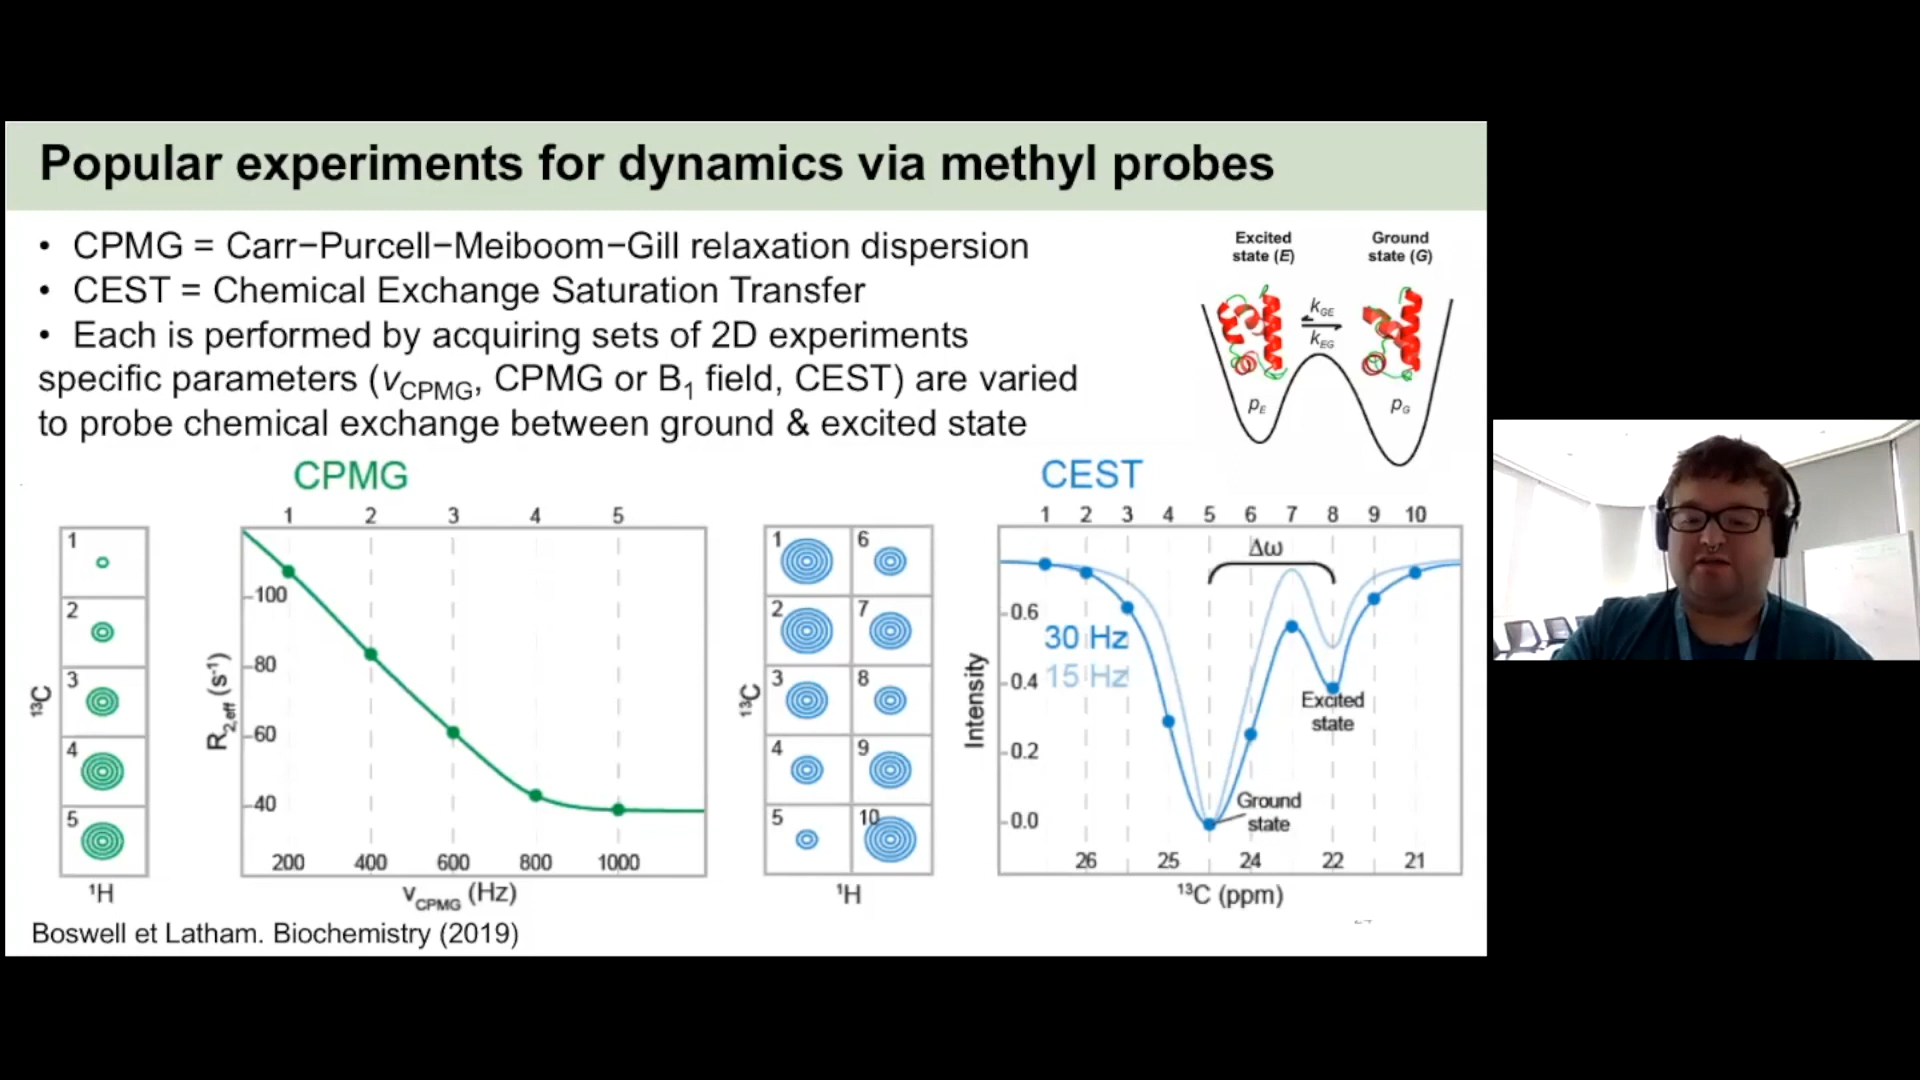 Popular experiments for dynamics via methyl probes
• CPMG = Carr−Purcell−Meiboom−Gill relaxation dispersion
• CEST = Chemical Exchange Saturation Transfer
• Each is performed by acquiring sets of 2D experiments
specific parameters (vCPMG, CPMG or B1 field, CEST) are varied
to probe chemical exchange between ground & excited state
Excited
state (E)
Ground
state (G)
kGE
kEG
pE
pG
CPMG
1
2
3
4
5
13C
1H
1 2 3 4 5
100
80
60
40
R2,eff (s-1)
200 400 600 800 1000
vCPMG (Hz)
1 6
2 7
3 8
4 9
5 10
13C
1H
CEST
1 2 3 4 5 6 7 8 9 10
Δω
0.6
30 Hz
0.4
15 Hz
0.2
0.0
Intensity
Excited
state
Ground
state
26 25 24 22 21
13C (ppm)
Boswell et Latham. Biochemistry (2019)